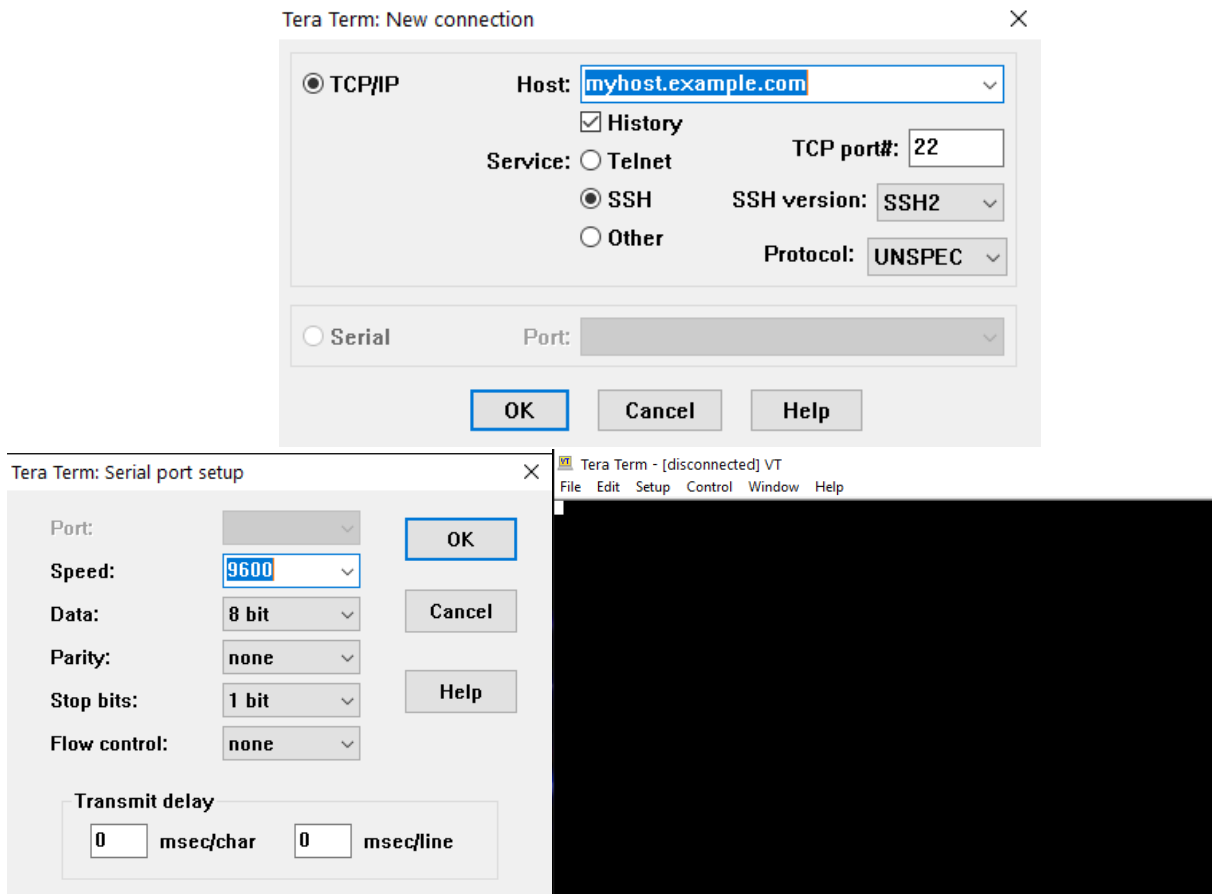 Tera Term: New connection
TCP/IP Host: myhost.example.com
History
Service: Telnet TCP port#: 22
SSH SSH version: SSH2
Other Protocol: UNSPEC
Serial Port:
OK Cancel Help
Tera Term: Serial port setup
Port:
OK
Speed: 9600
Data: 8 bit
Cancel
Parity: none
Stop bits: 1 bit
Help
Flow control: none
Transmit delay
0 msec/char 0 msec/line
VT Tera Term - [disconnected] VT
File Edit Setup Control Window Help